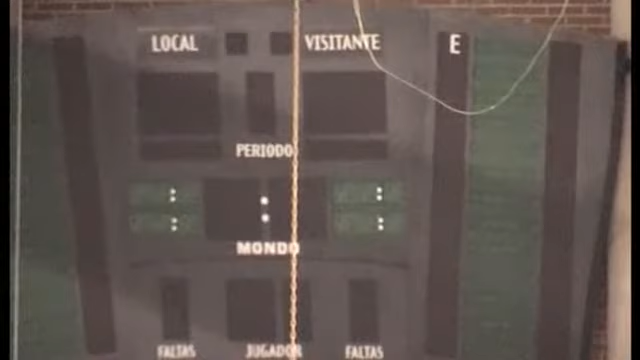 LOCAL VISITANTE E
PERIODO
: : :
:
:
MONDO
FALTAS JUGADOR FALTAS